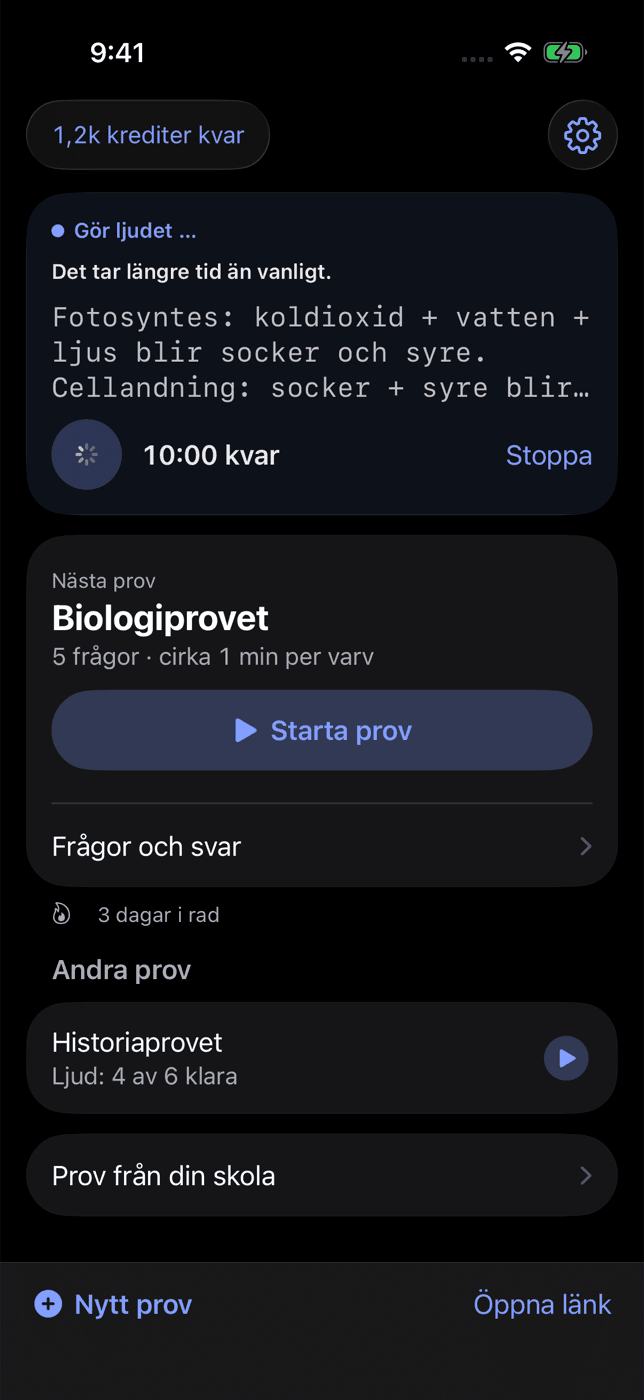 9:41
1,2k krediter kvar
Gör ljudet ...
Det tar längre tid än vanligt.
Fotosyntes: koldioxid + vatten +
ljus blir socker och syre.
Cellandning: socker + syre blir…
10:00 kvar
Stoppa
Nästa prov
Biologiprovet
5 frågor · cirka 1 min per varv
Starta prov
Frågor och svar
3 dagar i rad
Andra prov
Historiaprovet
Ljud: 4 av 6 klara
Prov från din skola
Nytt prov
Öppna länk